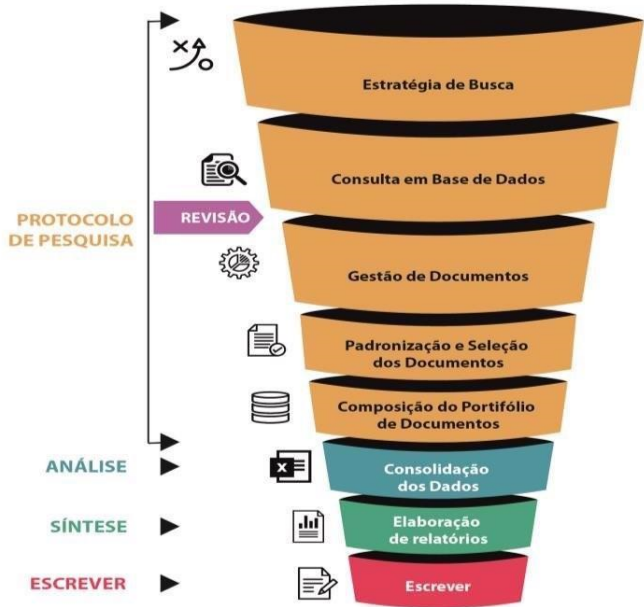 Estratégia de Busca
Consulta em Base de Dados
REVISÃO
PROTOCOLO
DE PESQUISA
Gestão de Documentos
Padronização e Seleção
dos Documentos
Composição do Portifólio
de Documentos
ANÁLISE
X
Consolidação
dos Dados
SÍNTESE
Elaboração
de relatórios
ESCREVER
Escrever